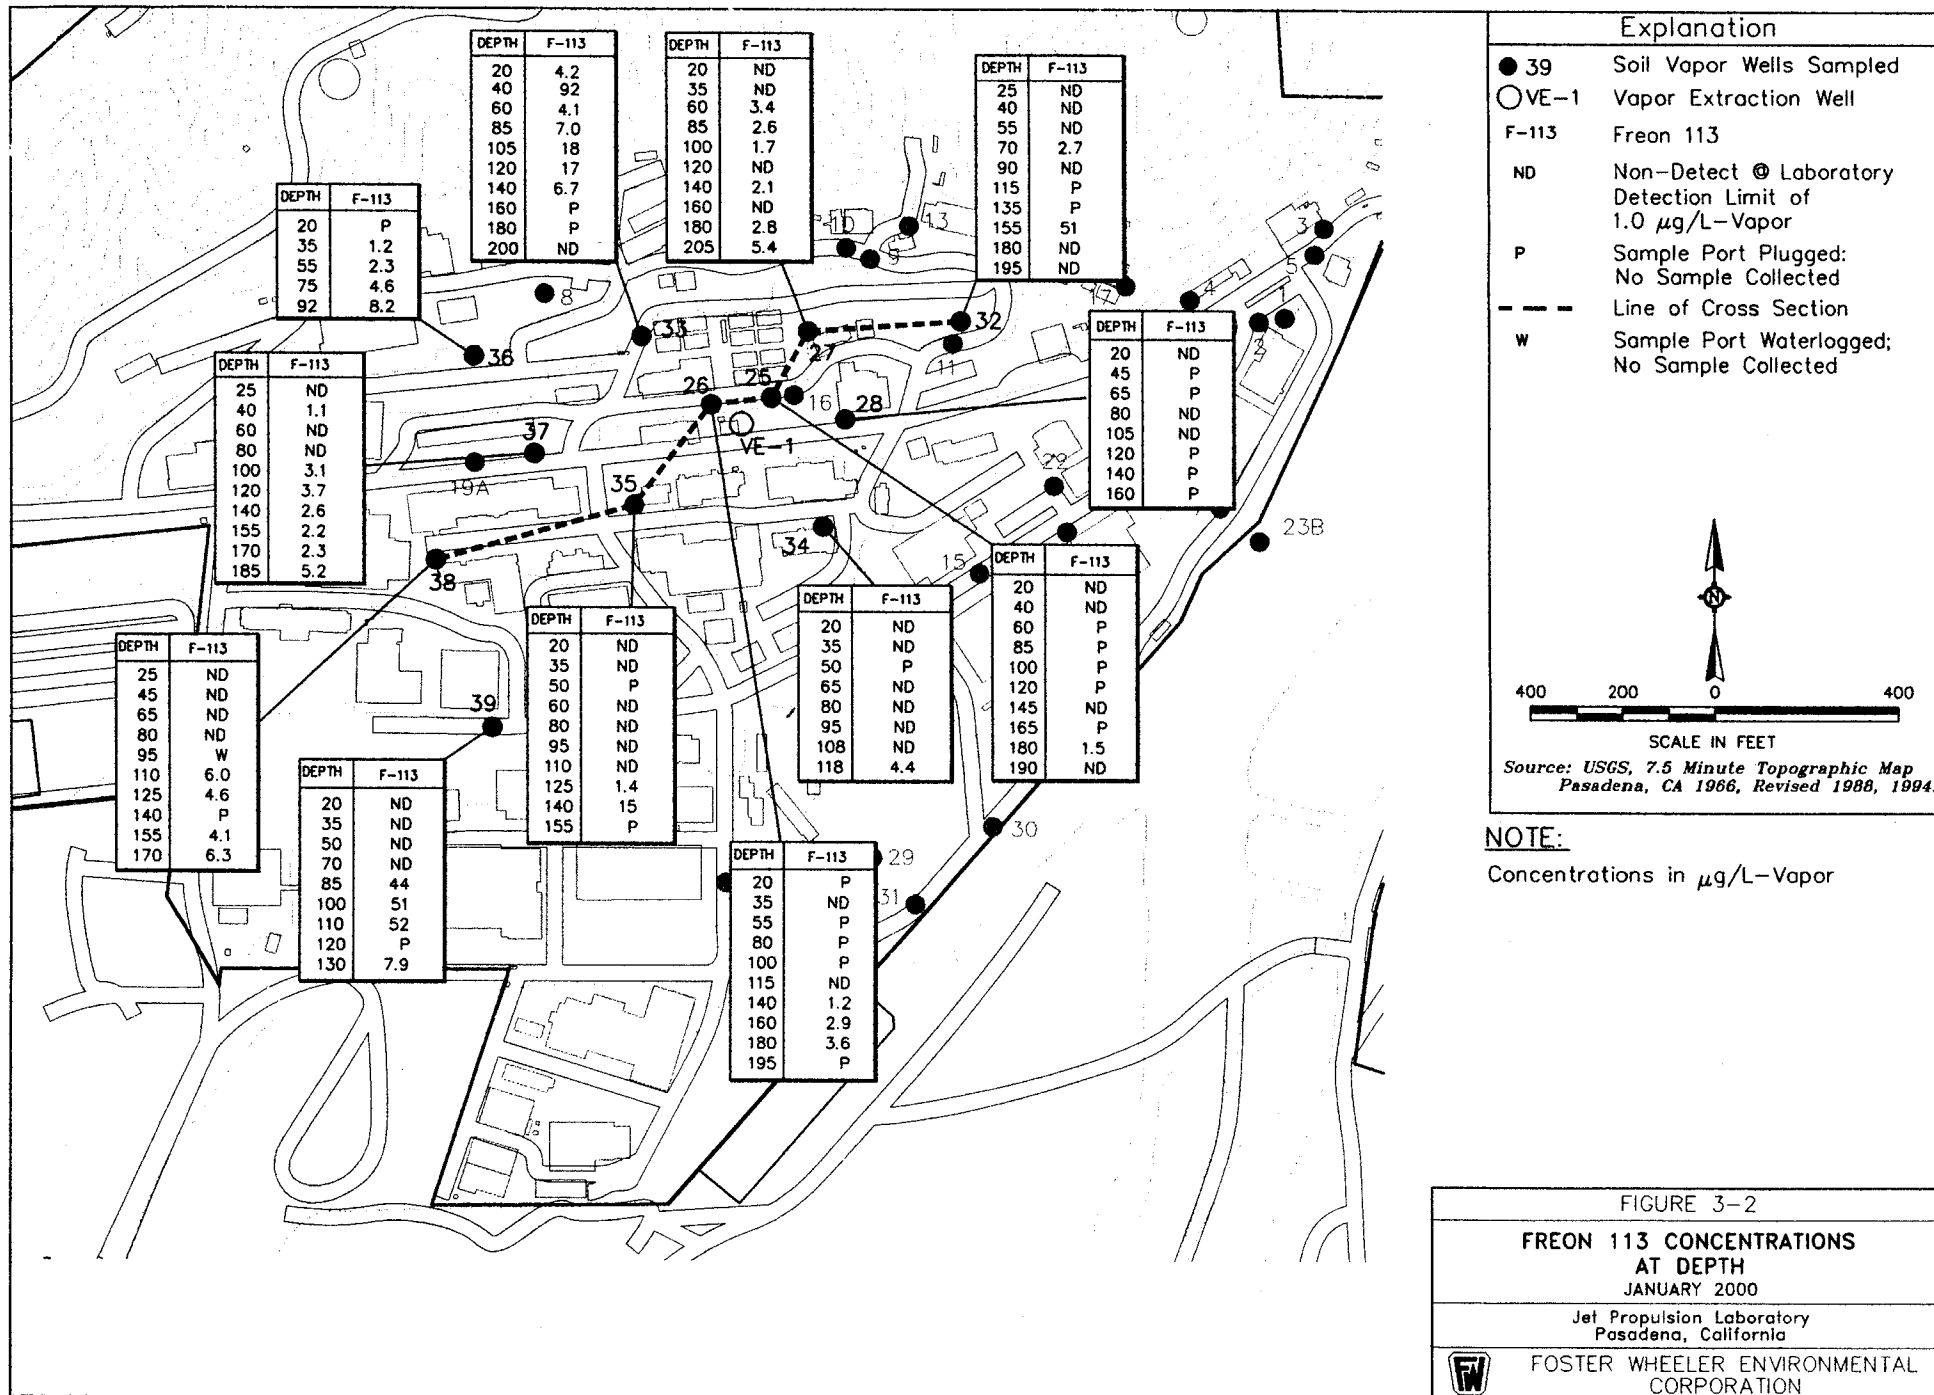 DEPTH F-113
20 4.2
40 92
60 4.1
85 7.0
105 18
120 17
140 6.7
160 P
180 P
200 ND
DEPTH F-113
20 ND
35 ND
60 3.4
85 2.6
100 1.7
120 ND
140 2.1
160 ND
180 2.8
205 5.4
DEPTH F-113
25 ND
40 ND
55 ND
70 2.7
90 ND
115 P
135 P
155 51
180 ND
195 ND
DEPTH F-113
20 P
35 1.2
55 2.3
75 4.6
92 8.2
DEPTH F-113
25 ND
40 1.1
60 ND
80 ND
100 3.1
120 3.7
140 2.6
155 2.2
170 2.3
185 5.2
DEPTH F-113
20 ND
45 P
65 P
80 ND
105 ND
120 P
140 P
160 P
DEPTH F-113
25 ND
45 ND
65 ND
80 ND
95 W
110 6.0
125 4.6
140 P
155 4.1
170 6.3
DEPTH F-113
20 ND
35 ND
50 ND
70 ND
85 44
100 51
110 52
120 P
130 7.9
DEPTH F-113
20 ND
35 ND
50 P
60 ND
80 ND
95 ND
110 ND
125 1.4
140 15
155 P
DEPTH F-113
20 ND
35 ND
50 P
65 ND
80 ND
95 ND
108 ND
118 4.4
DEPTH F-113
20 ND
40 ND
60 P
85 P
100 P
120 P
145 ND
165 P
180 1.5
190 ND
DEPTH F-113
20 P
35 ND
55 P
80 P
100 P
115 ND
140 1.2
160 2.9
180 3.6
195 P
10
13
9
3
5
17
4
1
2
8
33
27
32
11
36
26
25
16
28
VE-1
37
19A
35
22
34
15
23B
38
39
30
29
31
Explanation
39 Soil Vapor Wells Sampled
VE-1 Vapor Extraction Well
F-113 Freon 113
ND Non-Detect @ Laboratory
Detection Limit of
1.0 μg/L-Vapor
P Sample Port Plugged:
No Sample Collected
Line of Cross Section
W Sample Port Waterlogged;
No Sample Collected
N
400 200 0 400
SCALE IN FEET
Source: USGS, 7.5 Minute Topographic Map
Pasadena, CA 1966, Revised 1988, 1994.
NOTE:
Concentrations in μg/L-Vapor
FIGURE 3-2
FREON 113 CONCENTRATIONS
AT DEPTH
JANUARY 2000
Jet Propulsion Laboratory
Pasadena, California
FW FOSTER WHEELER ENVIRONMENTAL
CORPORATION